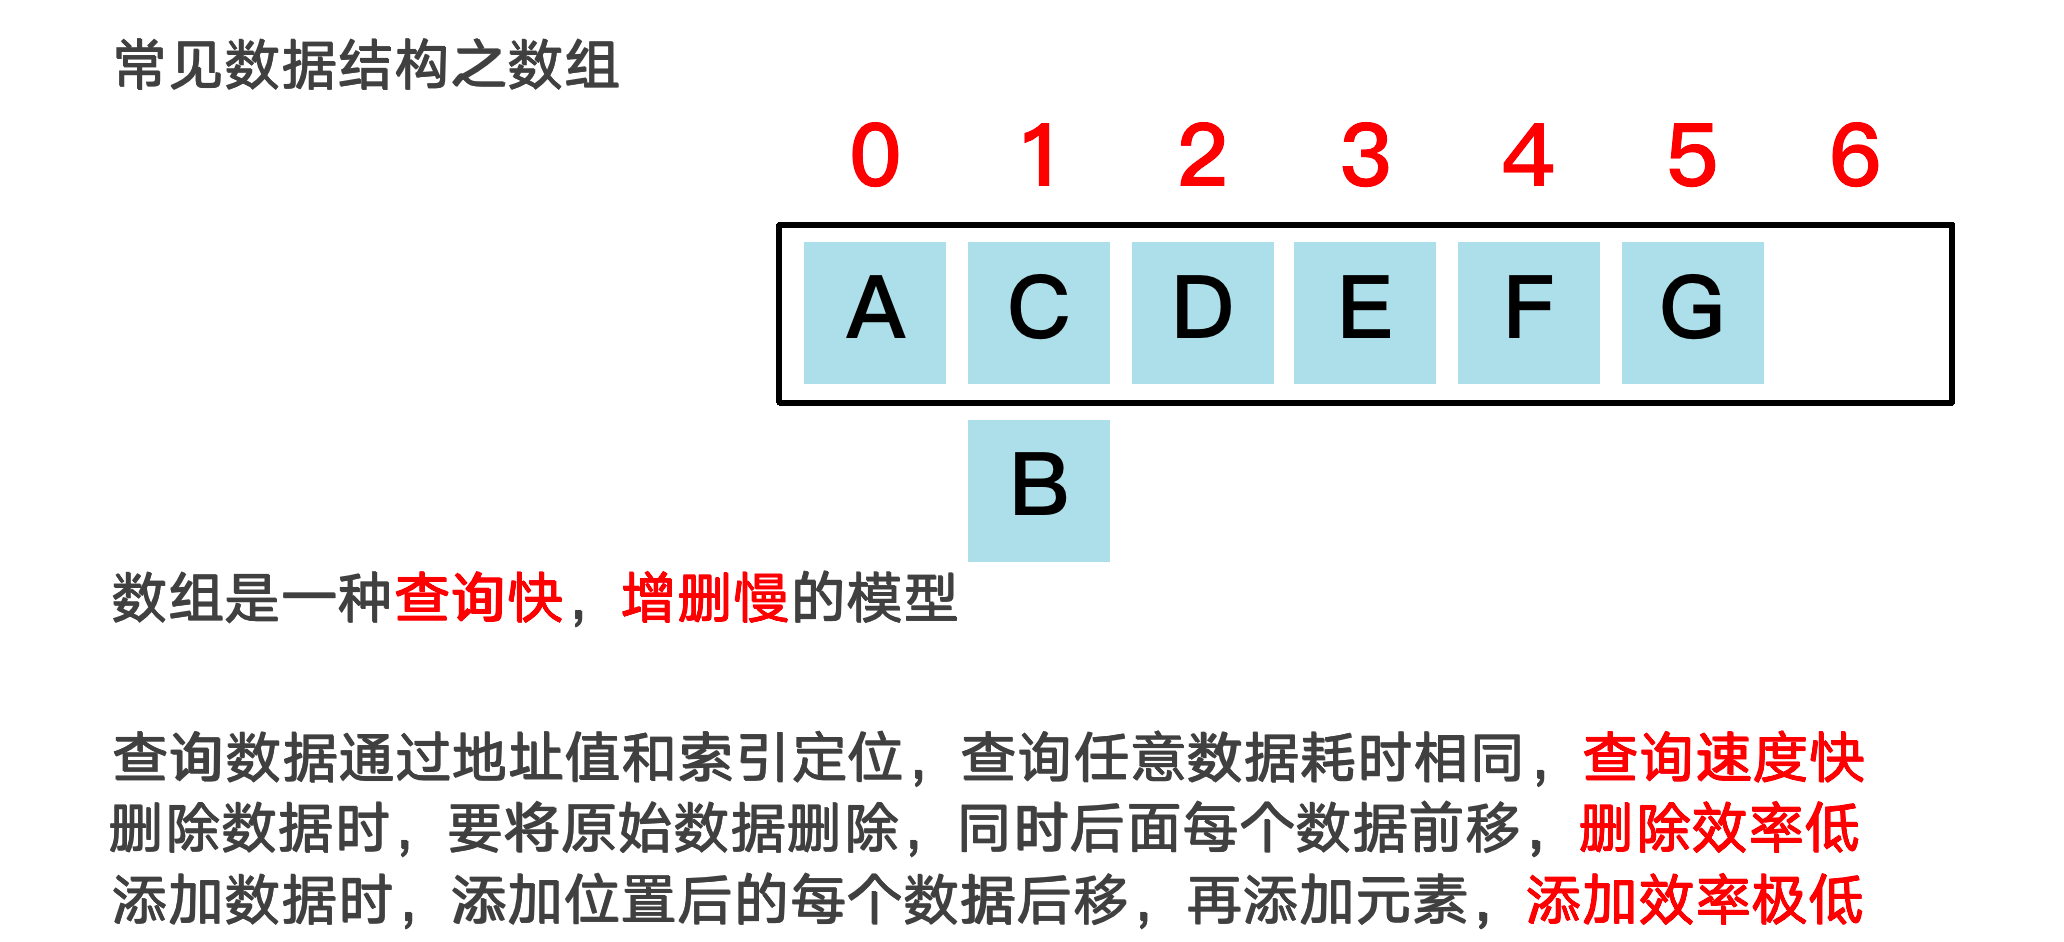 常见数据结构之数组
0 1 2 3 4 5 6
A C D E F G
B
数组是一种查询快，增删慢的模型
查询数据通过地址值和索引定位，查询任意数据耗时相同，查询速度快
删除数据时，要将原始数据删除，同时后面每个数据前移，删除效率低
添加数据时，添加位置后的每个数据后移，再添加元素，添加效率极低